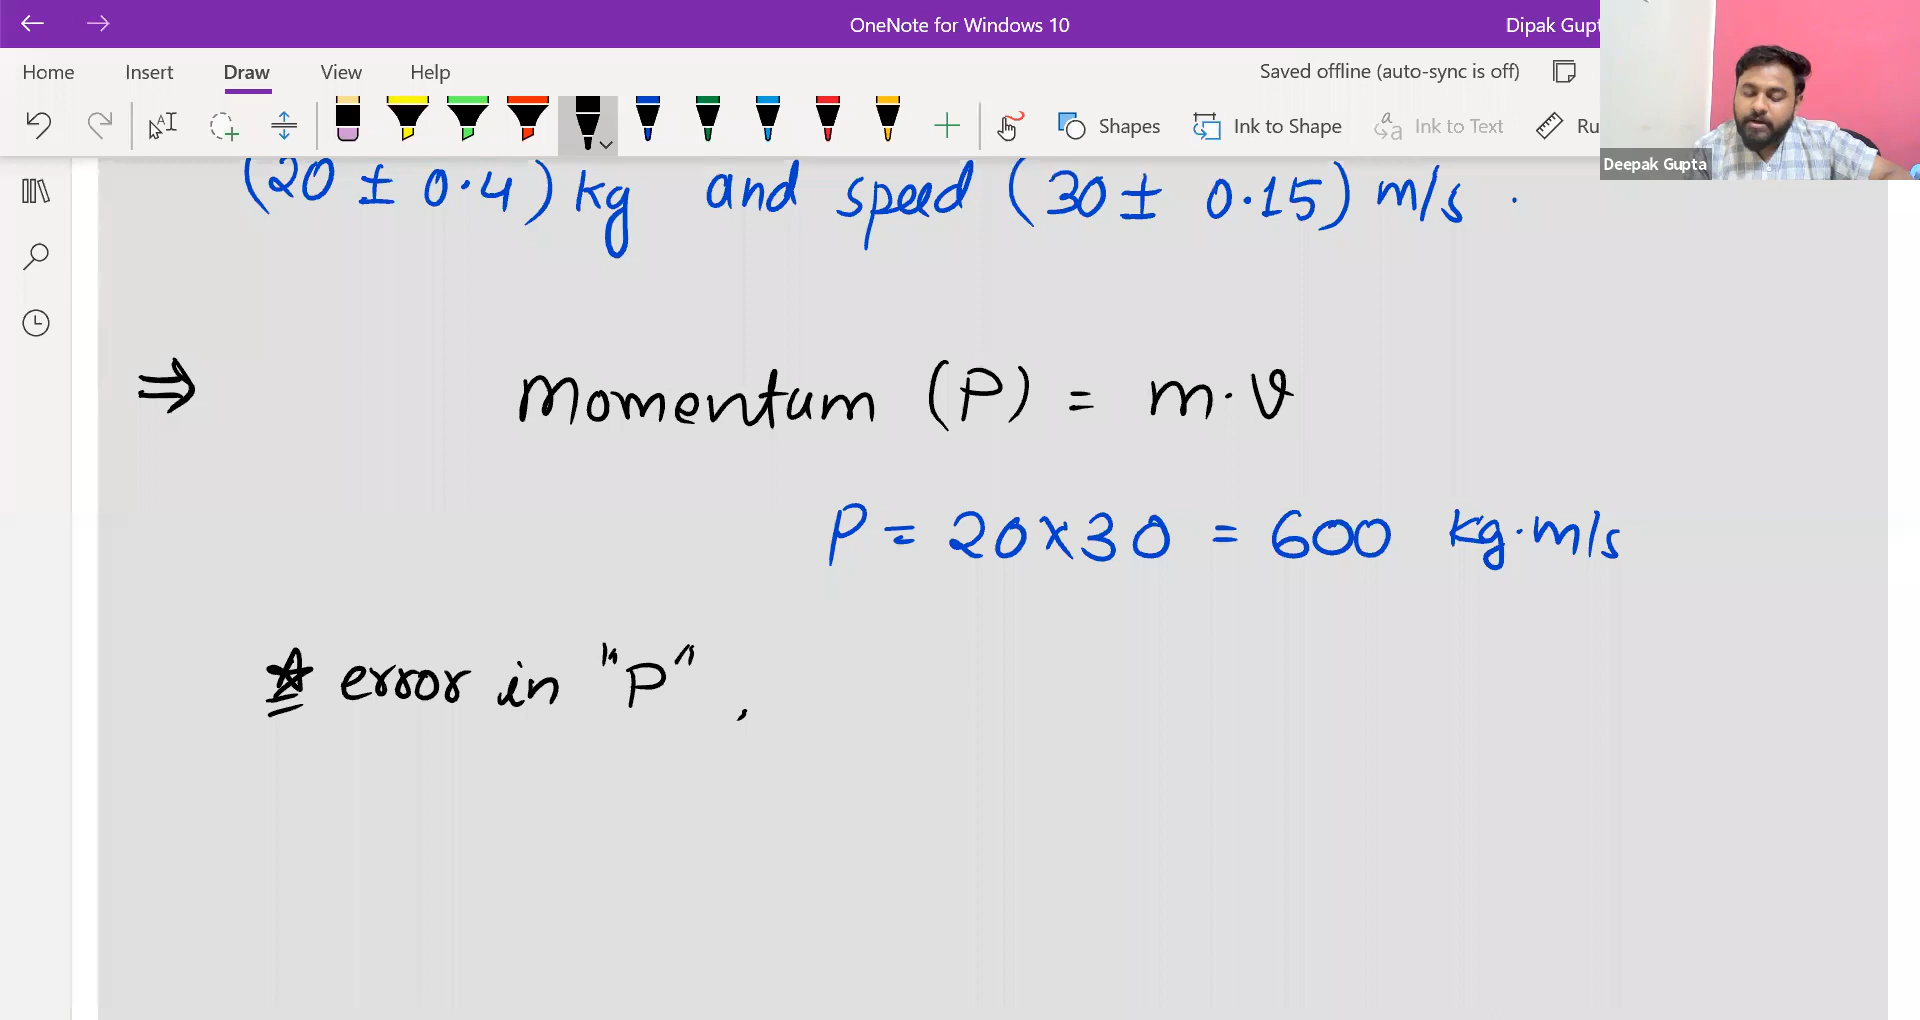 OneNote for Windows 10
Dipak Gupt
Home Insert Draw View Help
Saved offline (auto-sync is off)
Shapes Ink to Shape Ink to Text Ru
Deepak Gupta
(20 ± 0.4) kg and speed (30 ± 0.15) m/s .
⇒ Momentum (P) = m·v
P = 20×30 = 600 kg·m/s
* error in "P" ,